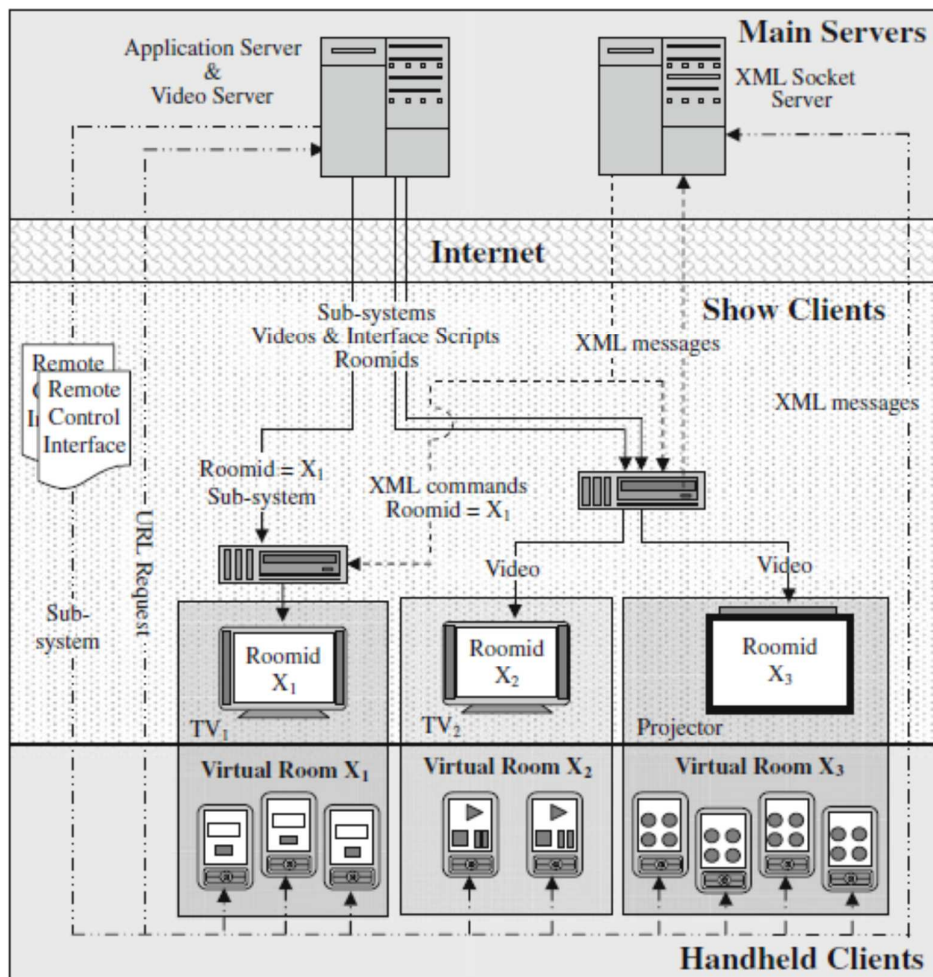 Main Servers
Application Server
&
Video Server
XML Socket
Server
Internet
Show Clients
Sub-systems
Videos & Interface Scripts
Roomids
XML messages
XML messages
Remote
Remote
Control
Interface
Roomid = X₁
Sub-system
XML commands
Roomid = X₁
URL Request
Sub-
system
Video
Video
Roomid
X₁
Roomid
X₂
Roomid
X₃
TV₁
TV₂
Projector
Virtual Room X₁
Virtual Room X₂
Virtual Room X₃
Handheld Clients